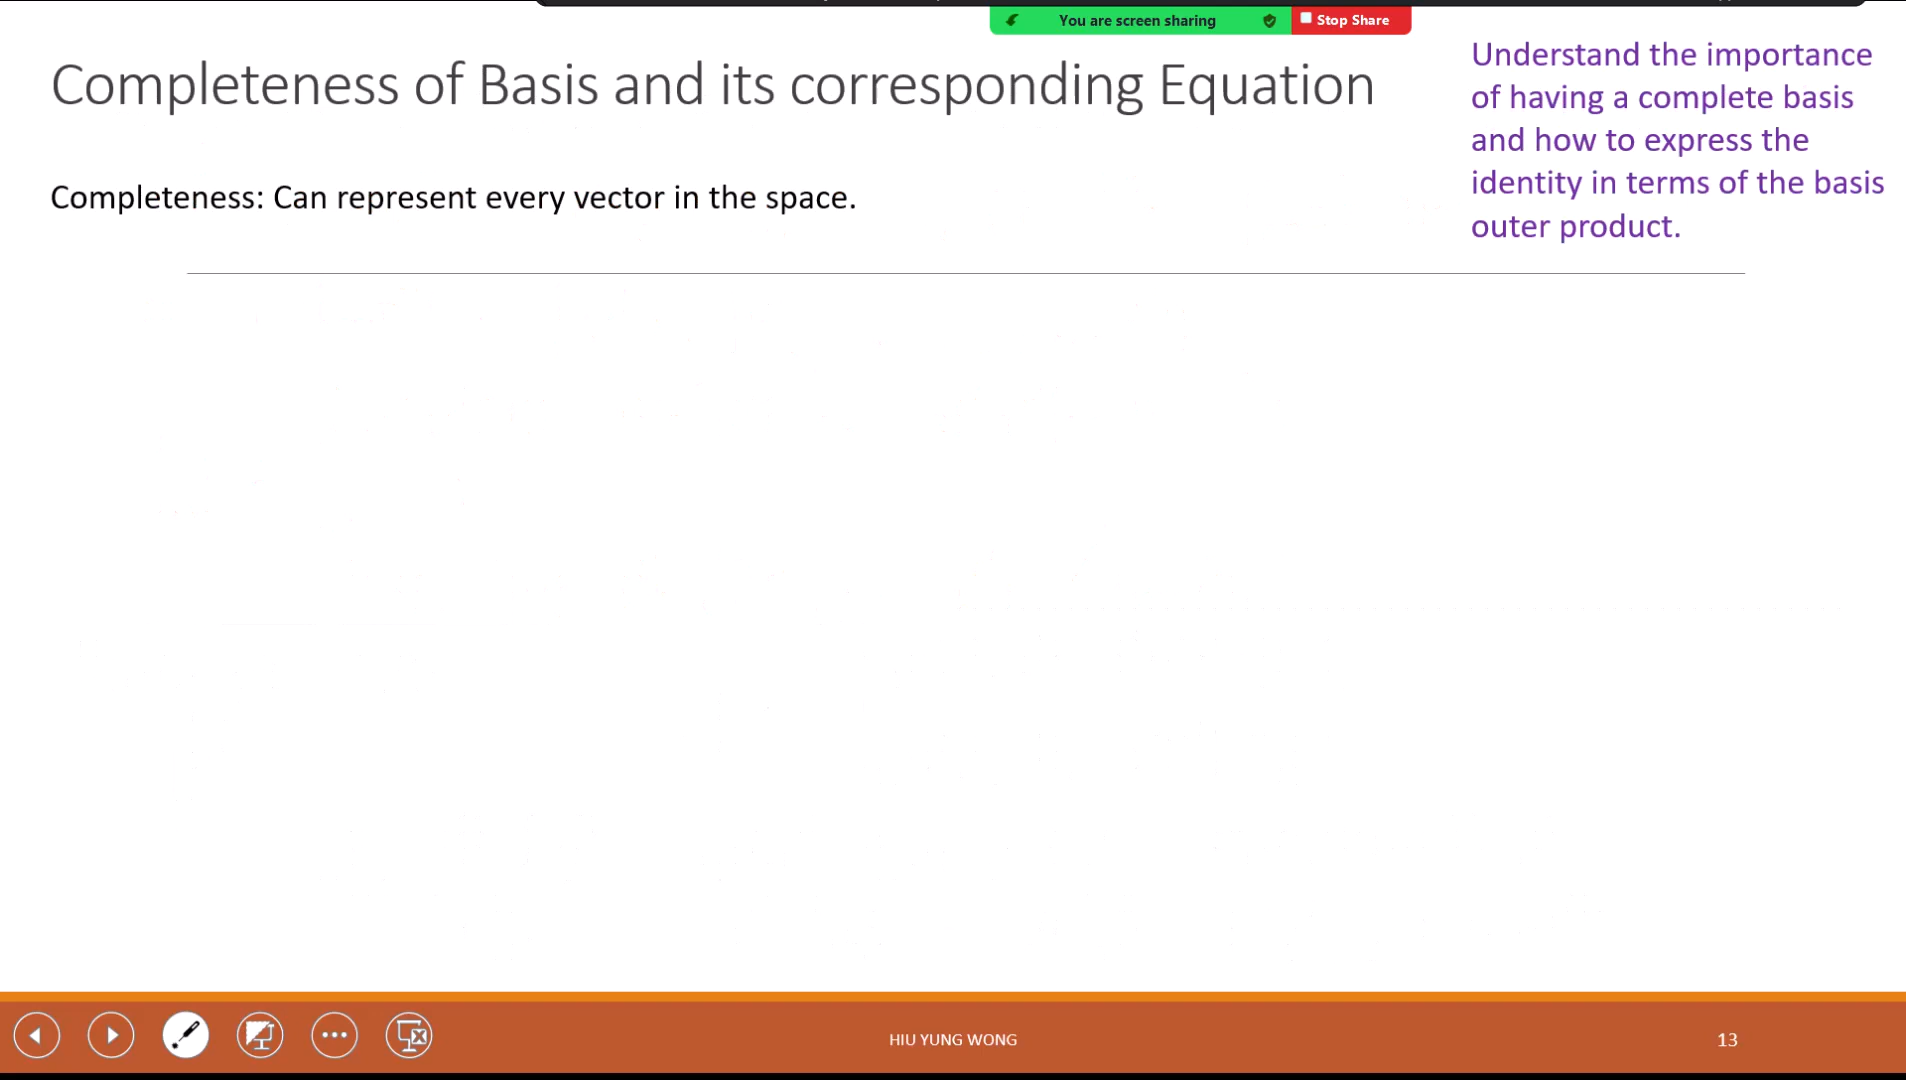 You are screen sharing
Stop Share
Completeness of Basis and its corresponding Equation
Understand the importance
of having a complete basis
and how to express the
identity in terms of the basis
outer product.
Completeness: Can represent every vector in the space.
HIU YUNG WONG
13